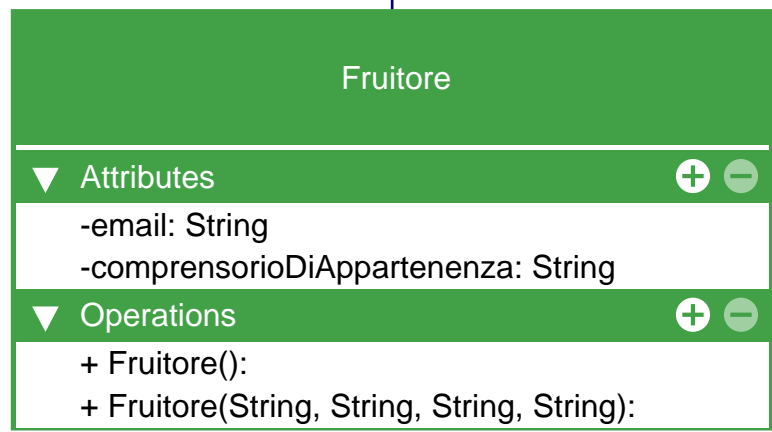 Fruitore
Attributes
-email: String
-comprensorioDiAppartenenza: String
Operations
+ Fruitore():
+ Fruitore(String, String, String, String):